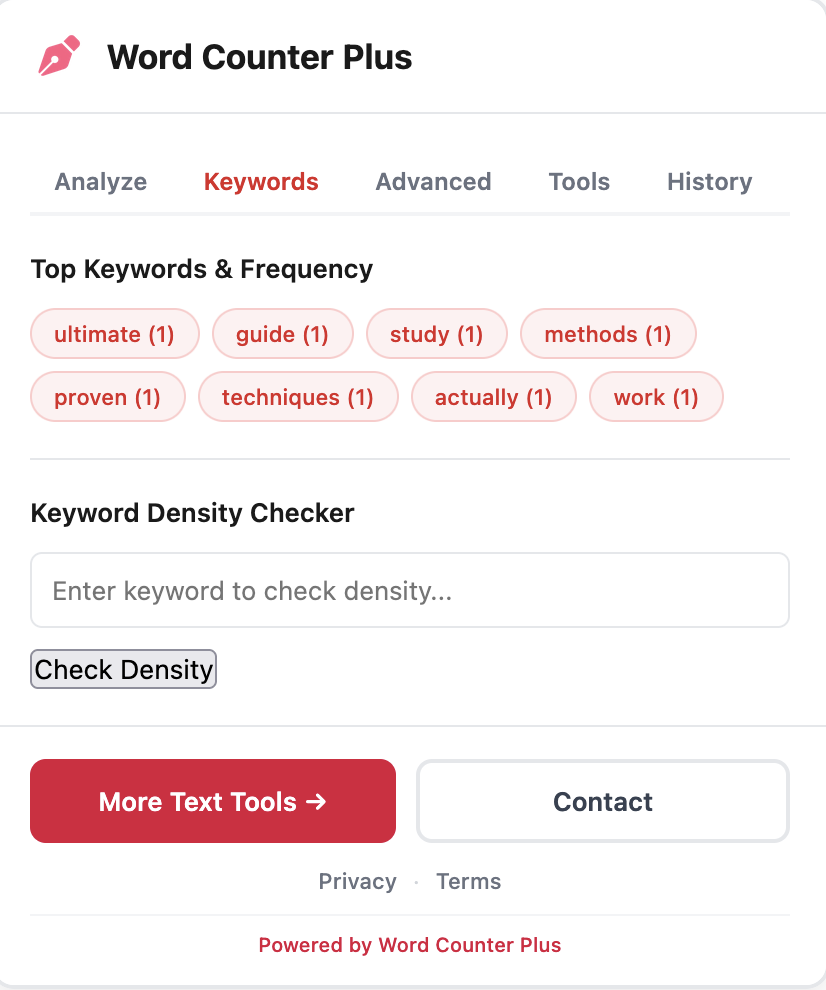 Word Counter Plus
Analyze Keywords Advanced Tools History
Top Keywords & Frequency
ultimate (1) guide (1) study (1) methods (1)
proven (1) techniques (1) actually (1) work (1)
Keyword Density Checker
Enter keyword to check density...
Check Density
More Text Tools → Contact
Privacy · Terms
Powered by Word Counter Plus